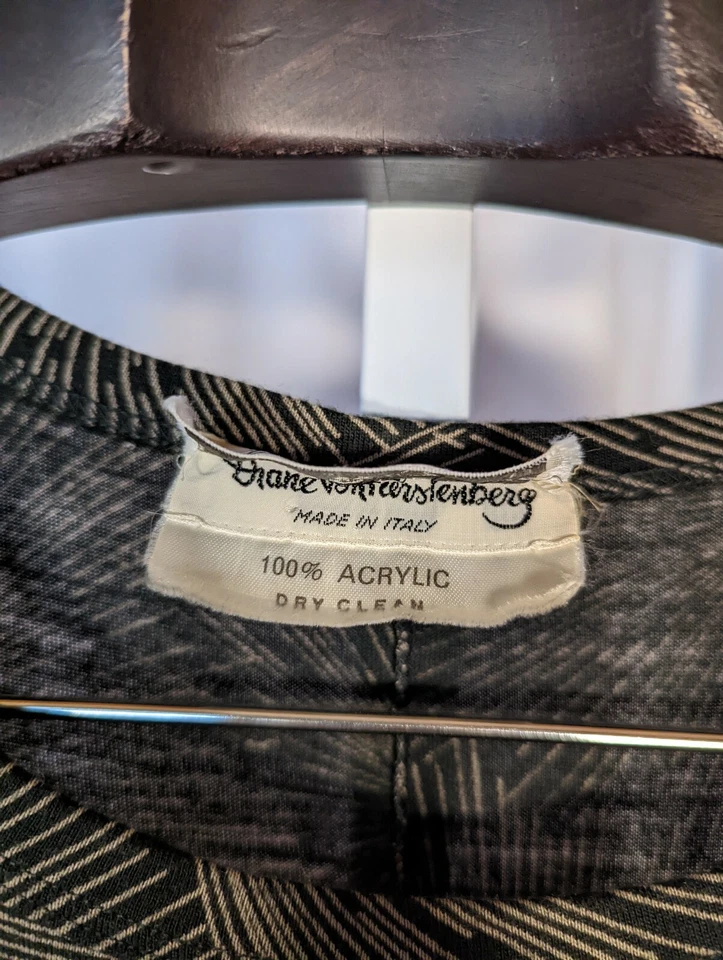 Diane Von Furstenberg
MADE IN ITALY
100% ACRYLIC
DRY CLEAN